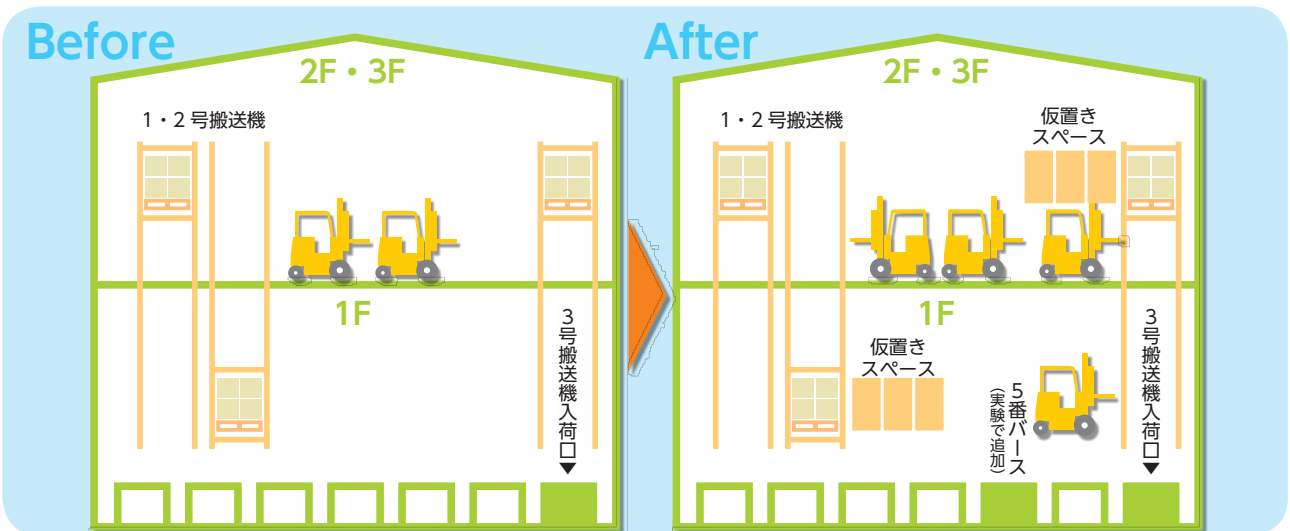 Before
2F・3F
1・2号搬送機
1F
3号搬送機入荷口▼
After
2F・3F
1・2号搬送機
仮置き
スペース
1F
仮置き
スペース
5番バース
（実験で追加）
3号搬送機入荷口▼